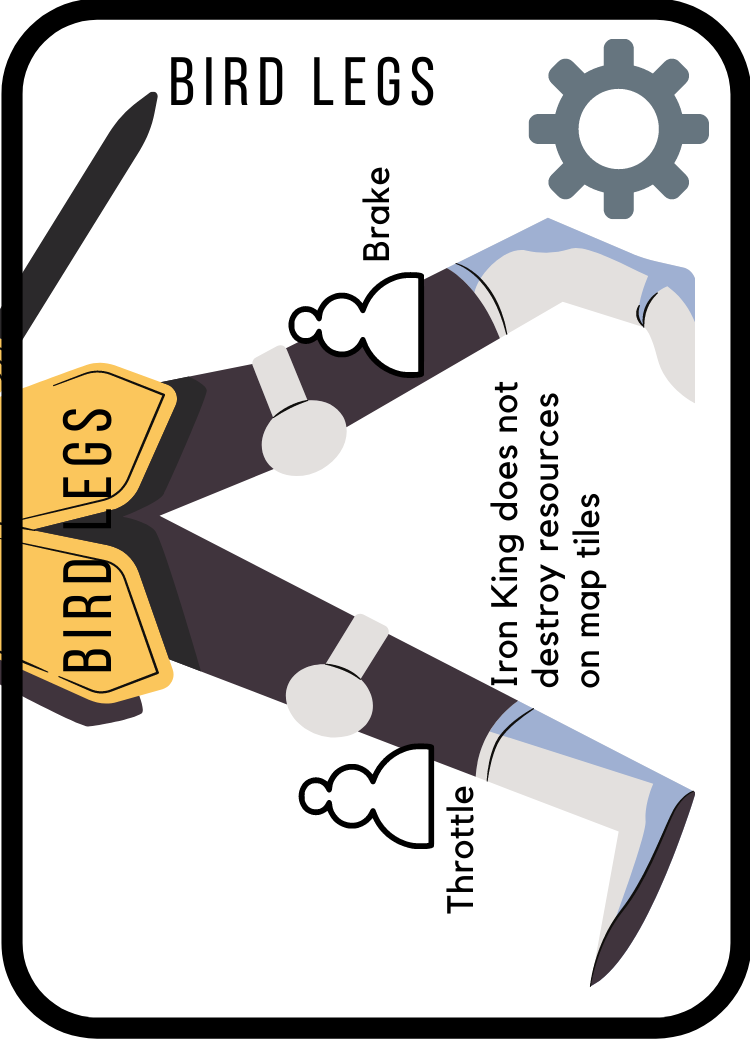 BIRD LEGS
BIRD LEGS
Brake
Throttle
Iron King does not
destroy resources
on map tiles